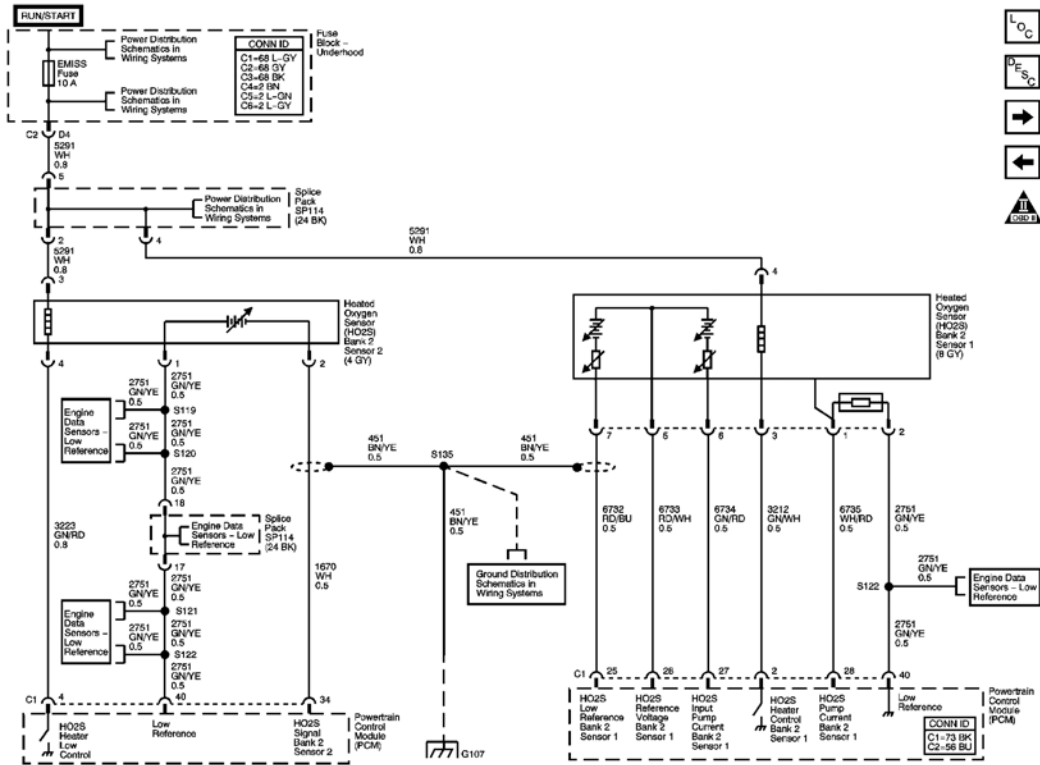 RUN/START
Power Distribution
Schematics in
Wiring Systems
EMISS
Fuse
10 A
Power Distribution
Schematics in
Wiring Systems
CONN ID
C1=68 L-GY
C2=68 GY
C3=68 BK
C4=2 BN
C5=2 L-GN
C6=2 L-GY
Fuse
Block –
Underhood
L O C
D E S C
II
OBD II
C2 D4
5291
WH
0.8
5
Power Distribution
Schematics in
Wiring Systems
Splice
Pack
SP114
(24 BK)
2
4
5291
WH
0.8
3
5291
WH
0.8
4
Heated
Oxygen
Sensor
(HO2S)
Bank 2
Sensor 2
(4 GY)
Heated
Oxygen
Sensor
(HO2S)
Bank 2
Sensor 1
(8 GY)
4
1
2
2751
GN/YE
0.5
2751
GN/YE
0.5
S119
Engine
Data
Sensors –
Low
Reference
2751
GN/YE
0.5
2751
GN/YE
0.5
S120
2751
GN/YE
0.5
18
Engine Data
Sensors – Low
Reference
Splice
Pack
SP114
(24 BK)
17
3223
GN/RD
0.8
1670
WH
0.5
2751
GN/YE
0.5
2751
GN/YE
0.5
S121
Engine
Data
Sensors –
Low
Reference
2751
GN/YE
0.5
2751
GN/YE
0.5
S122
2751
GN/YE
0.5
C1 4
40
34
HO2S
Heater
Low
Control
Low
Reference
HO2S
Signal
Bank 2
Sensor 2
Powertrain
Control
Module
(PCM)
451
BN/YE
0.5
S135
451
BN/YE
0.5
451
BN/YE
0.5
Ground Distribution
Schematics in
Wiring Systems
G107
7
5
6
3
1
2
6732
RD/BU
0.5
6733
RD/WH
0.5
6734
GN/RD
0.5
3212
GN/WH
0.5
6735
WH/RD
0.5
2751
GN/YE
0.5
2751
GN/YE
0.5
S122
Engine Data
Sensors – Low
Reference
2751
GN/YE
0.5
C1 25
26
27
2
28
40
HO2S
Low
Reference
Bank 2
Sensor 1
HO2S
Reference
Voltage
Bank 2
Sensor 1
HO2S
Input
Pump
Current
Bank 2
Sensor 1
HO2S
Heater
Control
Bank 2
Sensor 1
HO2S
Pump
Current
Bank 2
Sensor 1
Low
Reference
CONN ID
C1=73 BK
C2=56 BU
Powertrain
Control
Module
(PCM)